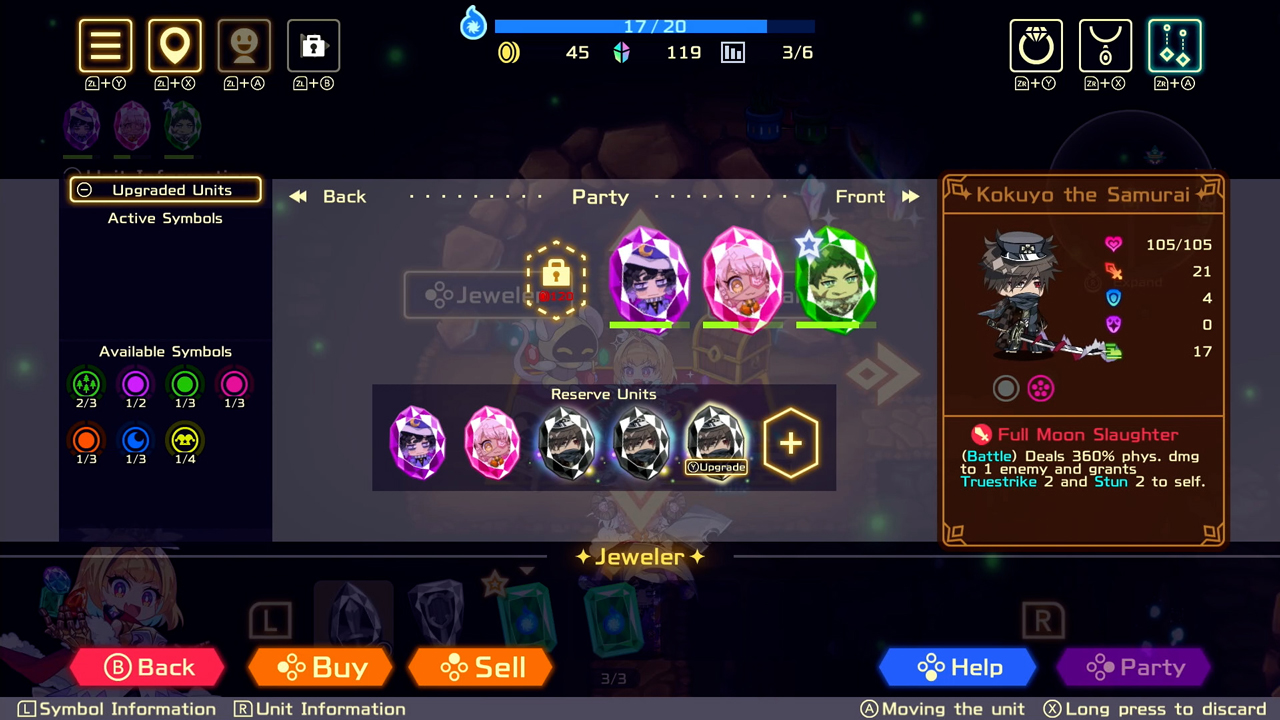 17/20
45
119
3/6
ZL+Y
ZL+X
ZL+A
ZL+B
ZR+Y
ZR+X
ZR+A
Upgraded Units
Active Symbols
Available Symbols
2/3
1/2
1/3
1/3
1/3
1/3
1/4
Back
Party
Front
120
Reserve Units
Y Upgrade
Kokuyo the Samurai
105/105
21
4
0
17
Full Moon Slaughter
(Battle) Deals 360% phys. dmg
to 1 enemy and grants
Truestrike 2 and Stun 2 to self.
Jeweler
L
R
3/3
B Back
Buy
Sell
Help
Party
L Symbol Information
R Unit Information
A Moving the unit
X Long press to discard